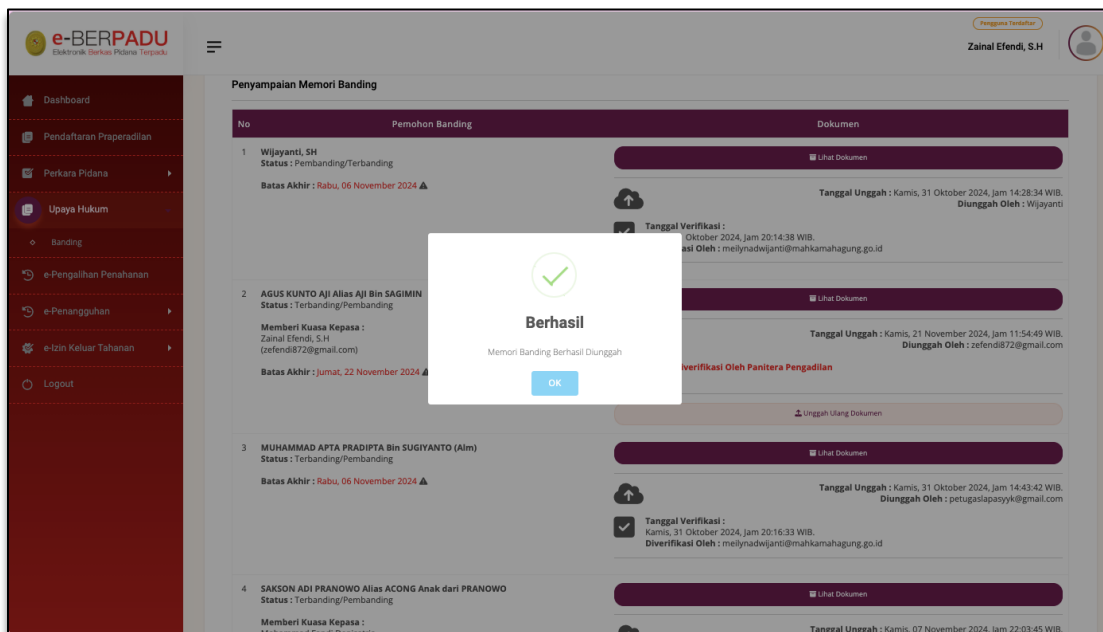 e-BERPADU
Elektronik Berkas Pidana Terpadu
Pengguna Terdaftar
Zainal Efendi, S.H
Dashboard
Pendaftaran Praperadilan
Perkara Pidana
Upaya Hukum
Banding
e-Pengalihan Penahanan
e-Penangguhan
e-Izin Keluar Tahanan
Logout
Penyampaian Memori Banding
No Pemohon Banding Dokumen
1 Wijayanti, SH
Status : Pembanding/Terbanding
Batas Akhir : Rabu, 06 November 2024
Lihat Dokumen
Tanggal Unggah : Kamis, 31 Oktober 2024, Jam 14:28:34 WIB.
Diunggah Oleh : Wijayanti
Tanggal Verifikasi :
Oktober 2024, Jam 20:14:38 WIB.
asi Oleh : meilynadwijanti@mahkamahagung.go.id
2 AGUS KUNTO AJI Alias AJI Bin SAGIMIN
Status : Terbanding/Pembanding
Memberi Kuasa Kepasa :
Zainal Efendi, S.H
(zefendi872@gmail.com)
Batas Akhir : Jumat, 22 November 2024
Lihat Dokumen
Tanggal Unggah : Kamis, 21 November 2024, Jam 11:54:49 WIB.
Diunggah Oleh : zefendi872@gmail.com
iverifikasi Oleh Panitera Pengadilan
Unggah Ulang Dokumen
Berhasil
Memori Banding Berhasil Diunggah
OK
3 MUHAMMAD APTA PRADIPTA Bin SUGIYANTO (Alm)
Status : Terbanding/Pembanding
Batas Akhir : Rabu, 06 November 2024
Lihat Dokumen
Tanggal Unggah : Kamis, 31 Oktober 2024, Jam 14:43:42 WIB.
Diunggah Oleh : petugaslapasyyk@gmail.com
Tanggal Verifikasi :
Kamis, 31 Oktober 2024, Jam 20:16:33 WIB.
Diverifikasi Oleh : meilynadwijanti@mahkamahagung.go.id
4 SAKSON ADI PRANOWO Alias ACONG Anak dari PRANOWO
Status : Terbanding/Pembanding
Memberi Kuasa Kepasa :
Lihat Dokumen
Tanggal Unggah : Kamis, 07 November 2024, Jam 22:03:45 WIB.